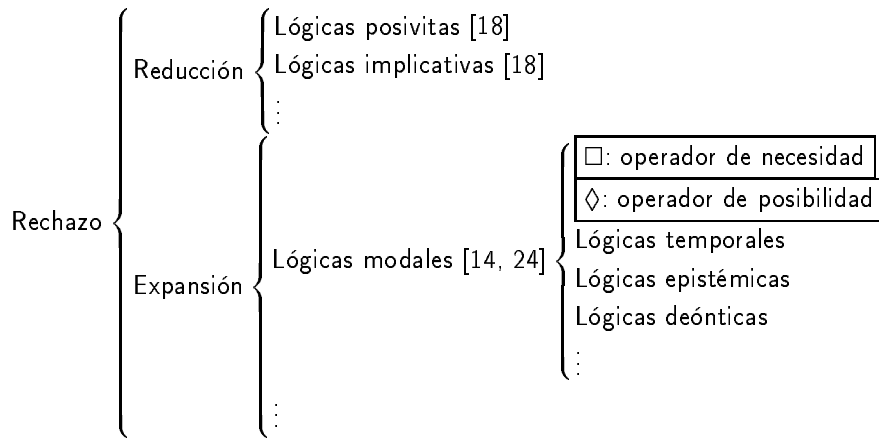 Rechazo
Reducción
Lógicas posivitas [18]
Lógicas implicativas [18]
⋮
Expansión
Lógicas modales [14, 24]
□: operador de necesidad
◊: operador de posibilidad
Lógicas temporales
Lógicas epistémicas
Lógicas deónticas
⋮
⋮